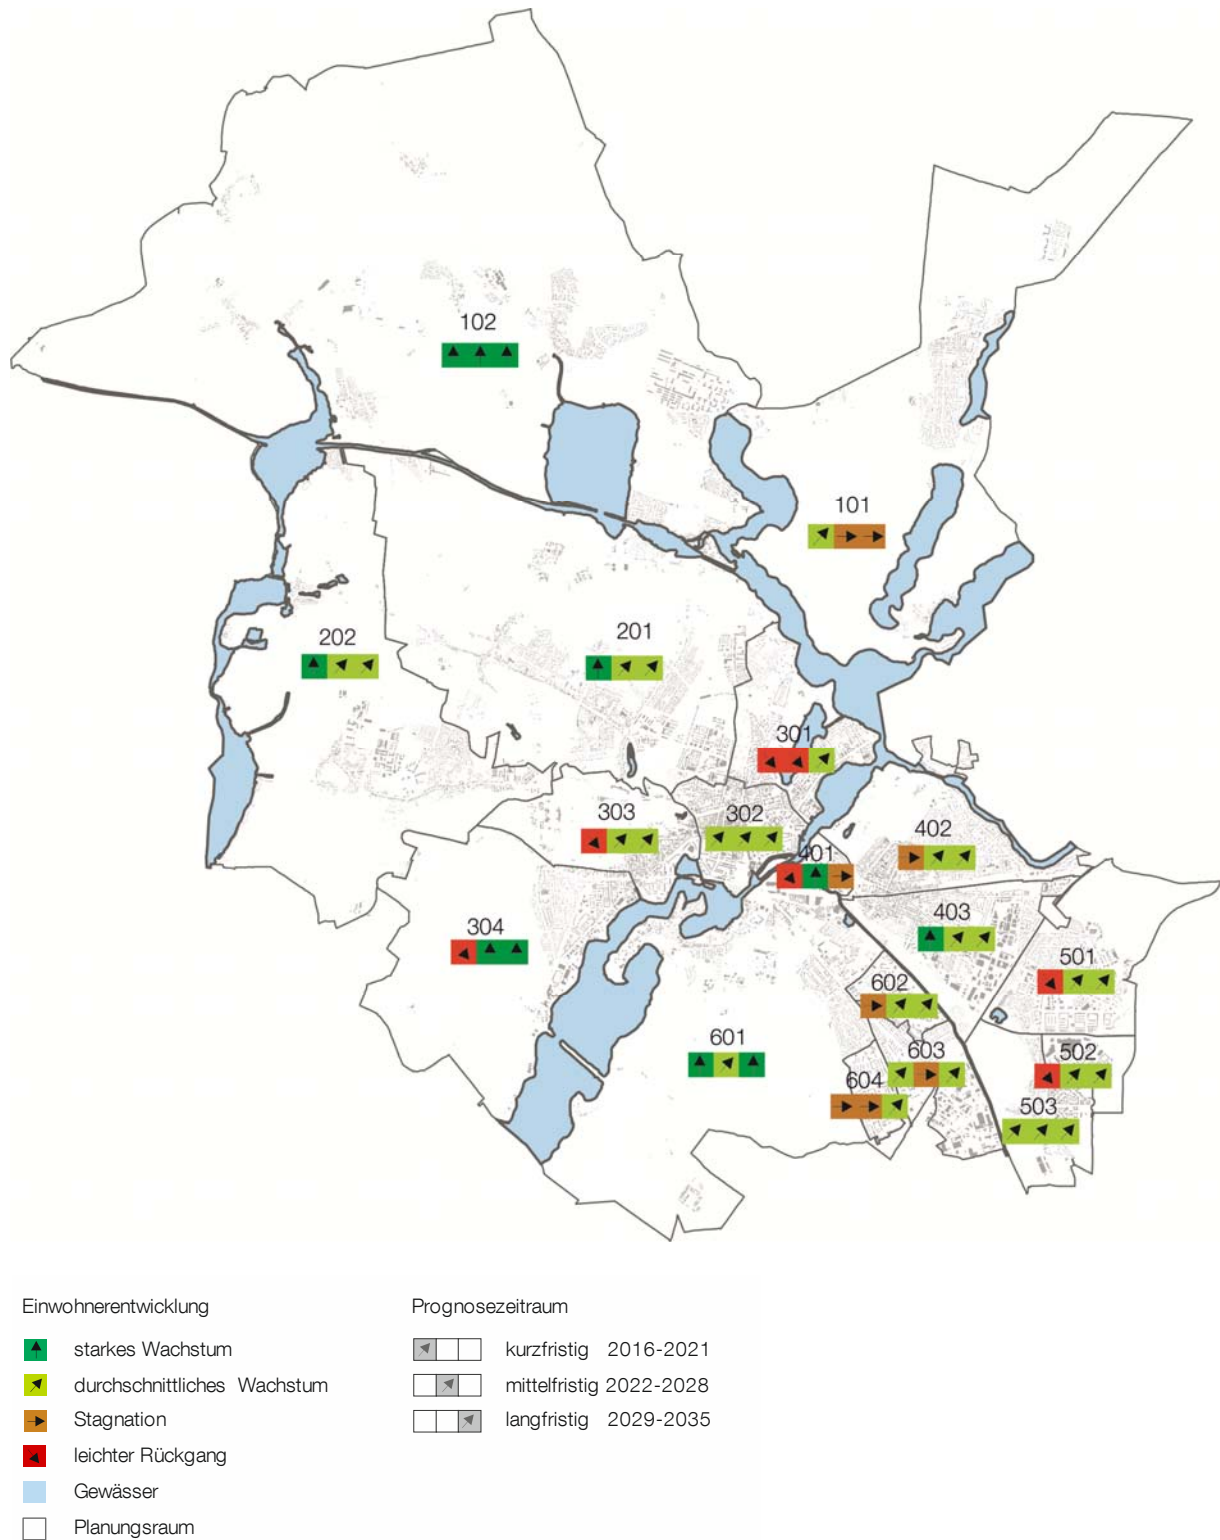 102
101
202
201
301
303
302
402
401
304
403
501
602
601
603
502
604
503
Einwohnerentwicklung
starkes Wachstum
durchschnittliches Wachstum
Stagnation
leichter Rückgang
Gewässer
Planungsraum
Prognosezeitraum
kurzfristig 2016-2021
mittelfristig 2022-2028
langfristig 2029-2035